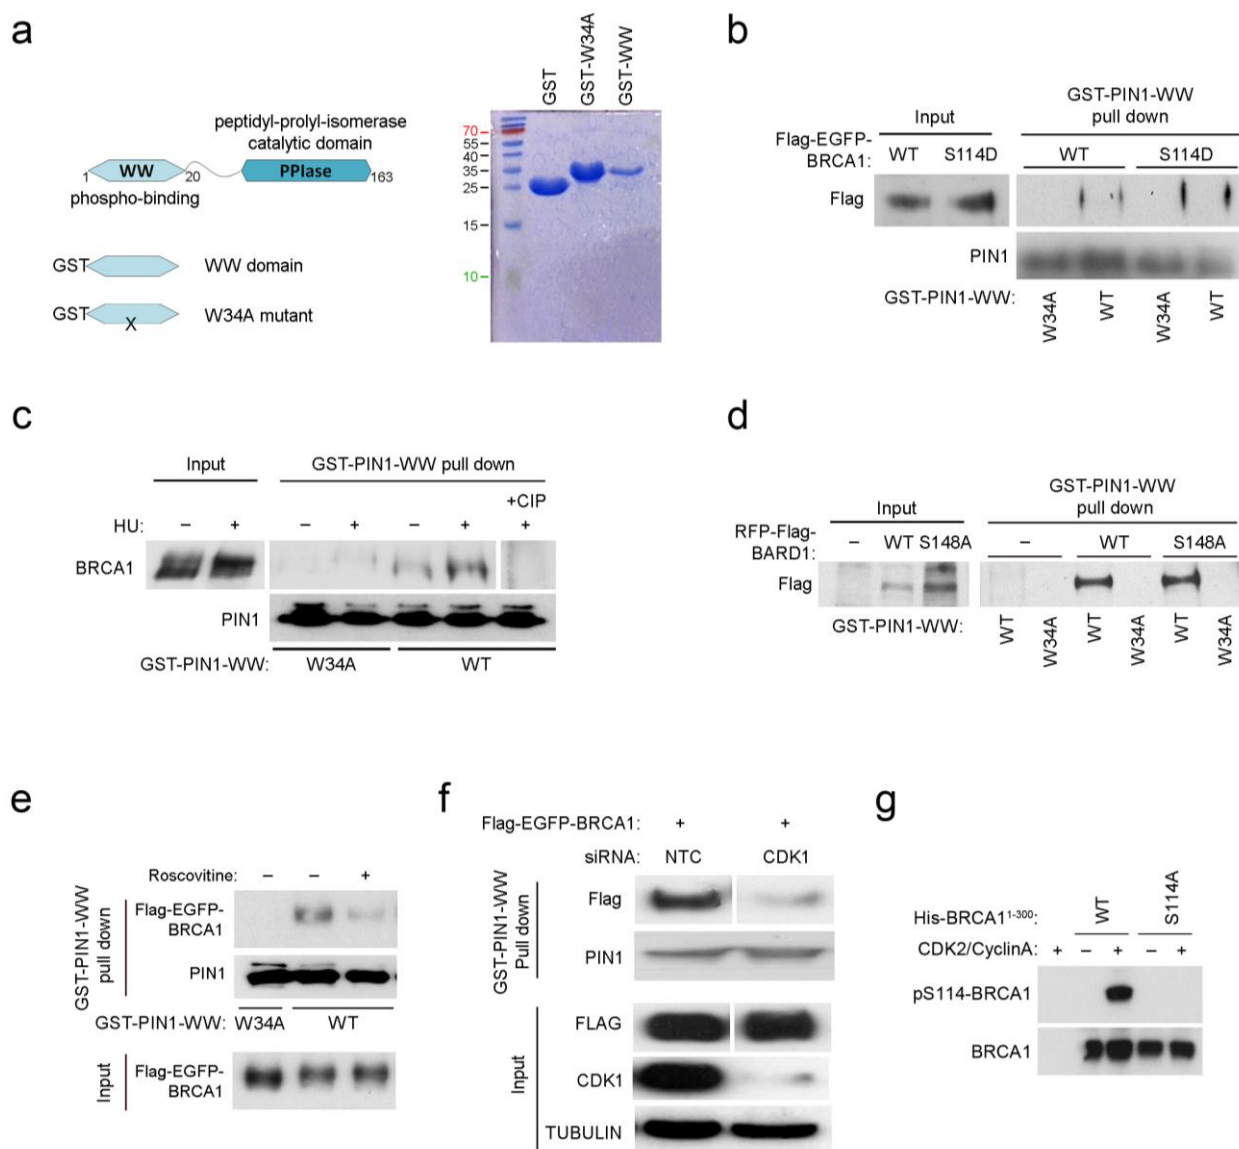 a
peptidyl-prolyl-isomerase
catalytic domain
1
WW
20
PPIase
163
phospho-binding
GST
WW domain
GST
X
W34A mutant
GST
GST-W34A
GST-WW
70
55
40
35
25
15
10
b
GST-PIN1-WW
pull down
Input
Flag-EGFP-
BRCA1:
WT
S114D
WT
S114D
Flag
PIN1
GST-PIN1-WW:
W34A
WT
W34A
WT
c
Input
GST-PIN1-WW pull down
+CIP
HU:
–
+
–
+
–
+
+
BRCA1
PIN1
GST-PIN1-WW:
W34A
WT
d
GST-PIN1-WW
pull down
Input
RFP-Flag-
BARD1:
–
WT
S148A
–
WT
S148A
Flag
GST-PIN1-WW:
WT
W34A
WT
W34A
WT
W34A
e
Roscovitine:
–
–
+
GST-PIN1-WW
pull down
Flag-EGFP-
BRCA1
PIN1
GST-PIN1-WW:
W34A
WT
Input
Flag-EGFP-
BRCA1
f
Flag-EGFP-BRCA1:
+
+
siRNA:
NTC
CDK1
GST-PIN1-WW
Pull down
Flag
PIN1
Input
FLAG
CDK1
TUBULIN
g
His-BRCA1¹⁻³⁰⁰:
WT
S114A
CDK2/CyclinA:
+
–
+
–
+
pS114-BRCA1
BRCA1